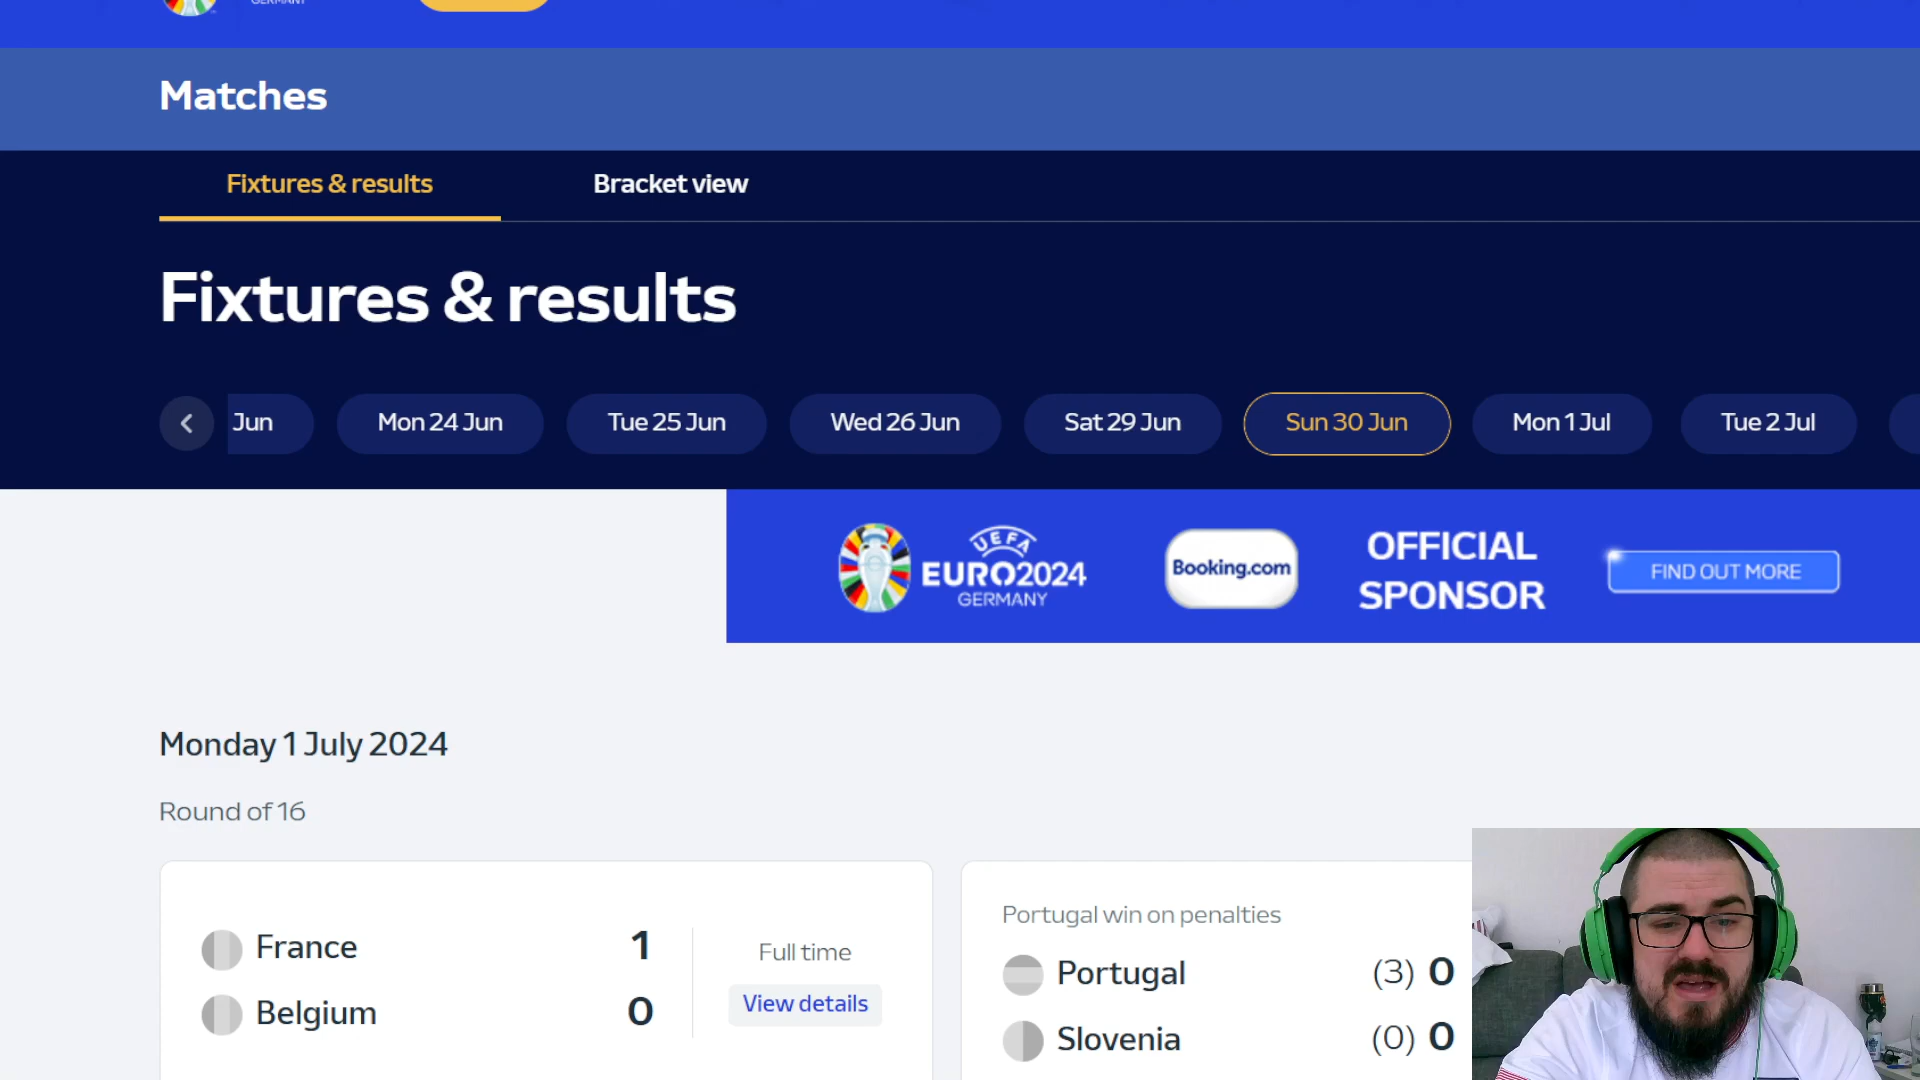 GERMANY
Matches
Fixtures & results
Bracket view
Fixtures & results
Jun
Mon 24 Jun
Tue 25 Jun
Wed 26 Jun
Sat 29 Jun
Sun 30 Jun
Mon 1 Jul
Tue 2 Jul
UEFA
EURO2024
GERMANY
Booking.com
OFFICIAL
SPONSOR
FIND OUT MORE
Monday 1 July 2024
Round of 16
France 1
Belgium 0
Full time
View details
Portugal win on penalties
Portugal (3) 0
Slovenia (0) 0